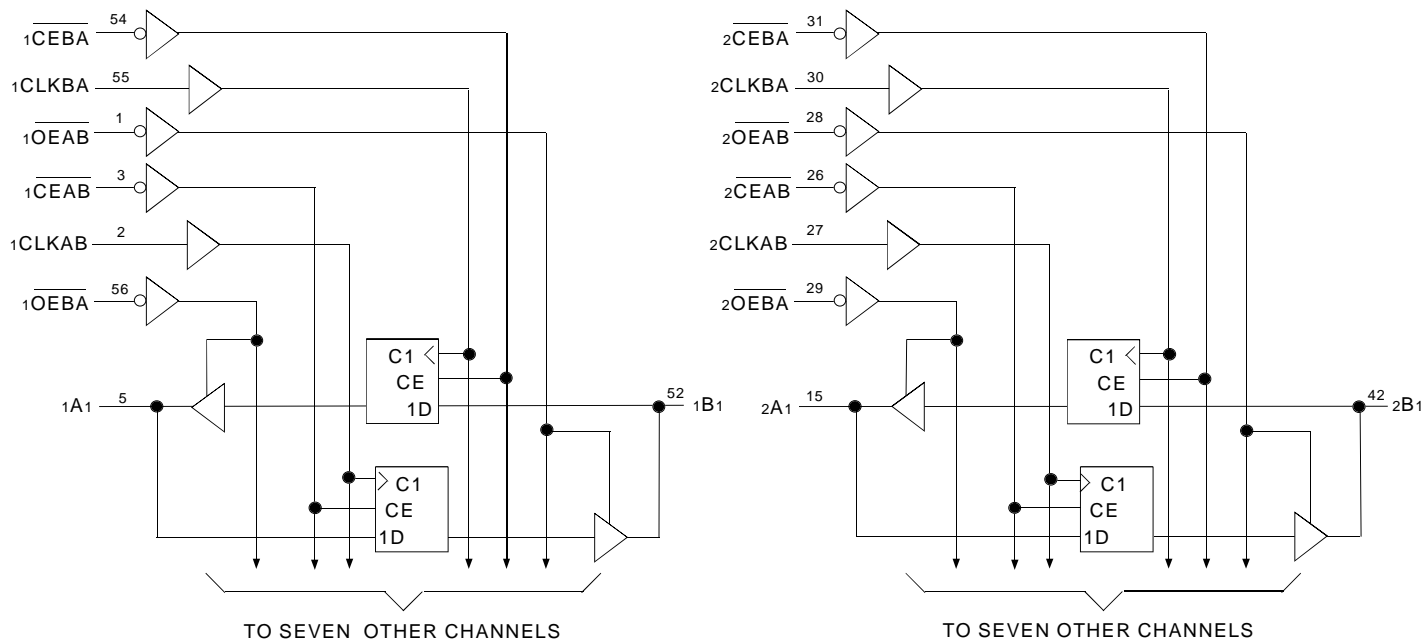 1CEBA 54
1CLKBA 55
1OEAB 1
1CEAB 3
1CLKAB 2
1OEBA 56
C1
CE
1D
1A1 5
52 1B1
C1
CE
1D
TO SEVEN OTHER CHANNELS
2CEBA 31
2CLKBA 30
2OEAB 28
2CEAB 26
2CLKAB 27
2OEBA 29
C1
CE
1D
2A1 15
42 2B1
C1
CE
1D
TO SEVEN OTHER CHANNELS